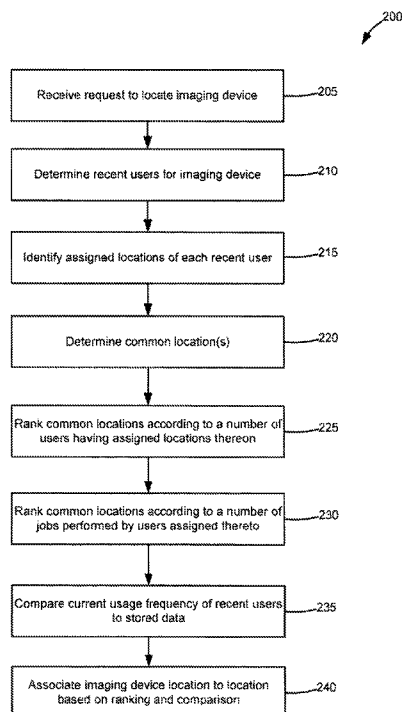 200
Receive request to locate imaging device
205
Determine recent users for imaging device
210
Identify assigned locations of each recent user
215
Determine common location(s)
220
Rank common locations according to a number of
users having assigned locations thereon
225
Rank common locations according to a number of
jobs performed by users assigned thereto
230
Compare current usage frequency of recent users
to stored data
235
Associate imaging device location to location
based on ranking and comparison
240